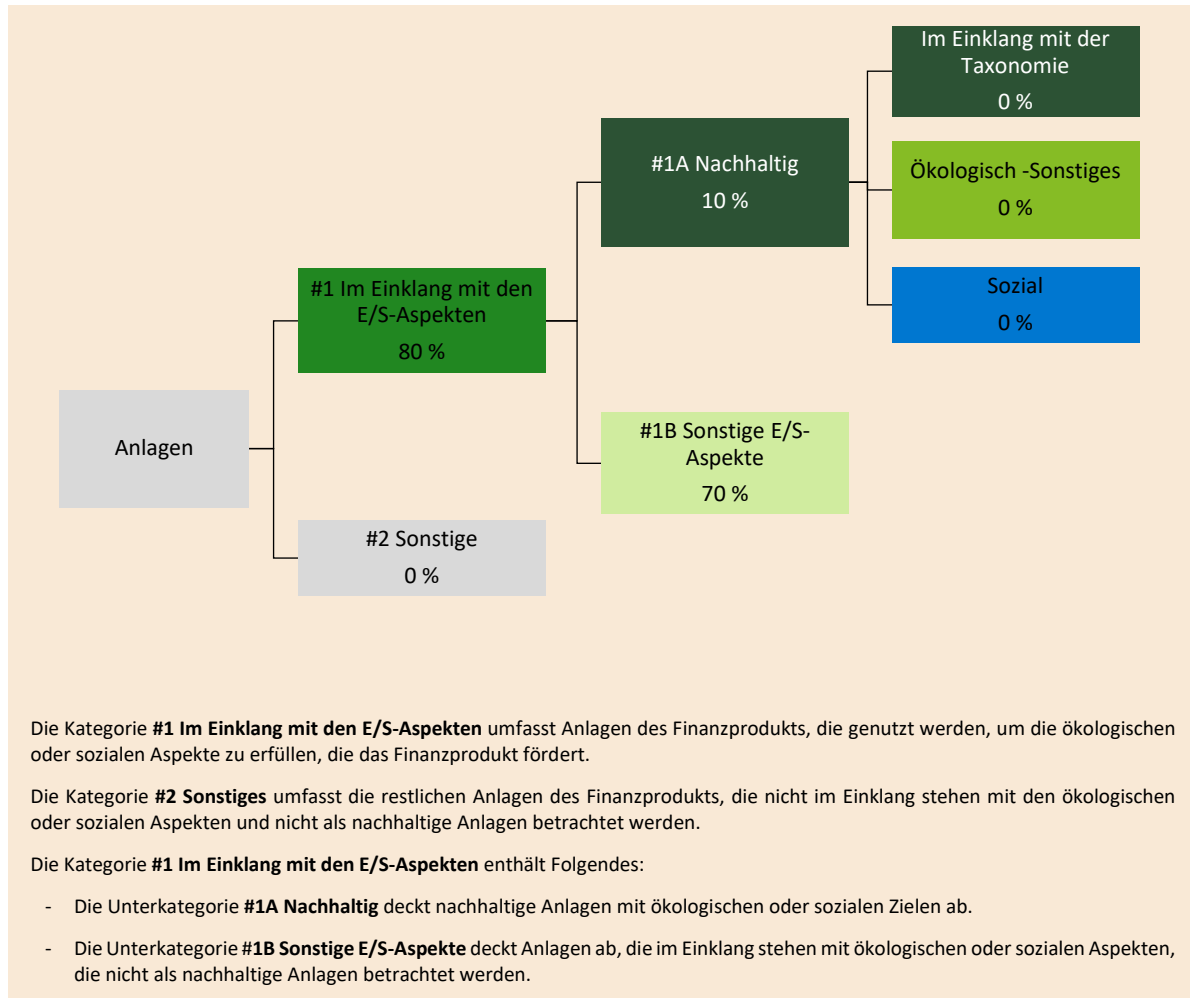 Im Einklang mit der
Taxonomie
0 %
#1A Nachhaltig
10 %
Ökologisch -Sonstiges
0 %
#1 Im Einklang mit den
E/S-Aspekten
80 %
Sozial
0 %
Anlagen
#1B Sonstige E/S-
Aspekte
70 %
#2 Sonstige
0 %
Die Kategorie #1 Im Einklang mit den E/S-Aspekten umfasst Anlagen des Finanzprodukts, die genutzt werden, um die ökologischen
oder sozialen Aspekte zu erfüllen, die das Finanzprodukt fördert.
Die Kategorie #2 Sonstiges umfasst die restlichen Anlagen des Finanzprodukts, die nicht im Einklang stehen mit den ökologischen
oder sozialen Aspekten und nicht als nachhaltige Anlagen betrachtet werden.
Die Kategorie #1 Im Einklang mit den E/S-Aspekten enthält Folgendes:
- Die Unterkategorie #1A Nachhaltig deckt nachhaltige Anlagen mit ökologischen oder sozialen Zielen ab.
- Die Unterkategorie #1B Sonstige E/S-Aspekte deckt Anlagen ab, die im Einklang stehen mit ökologischen oder sozialen Aspekten,
die nicht als nachhaltige Anlagen betrachtet werden.